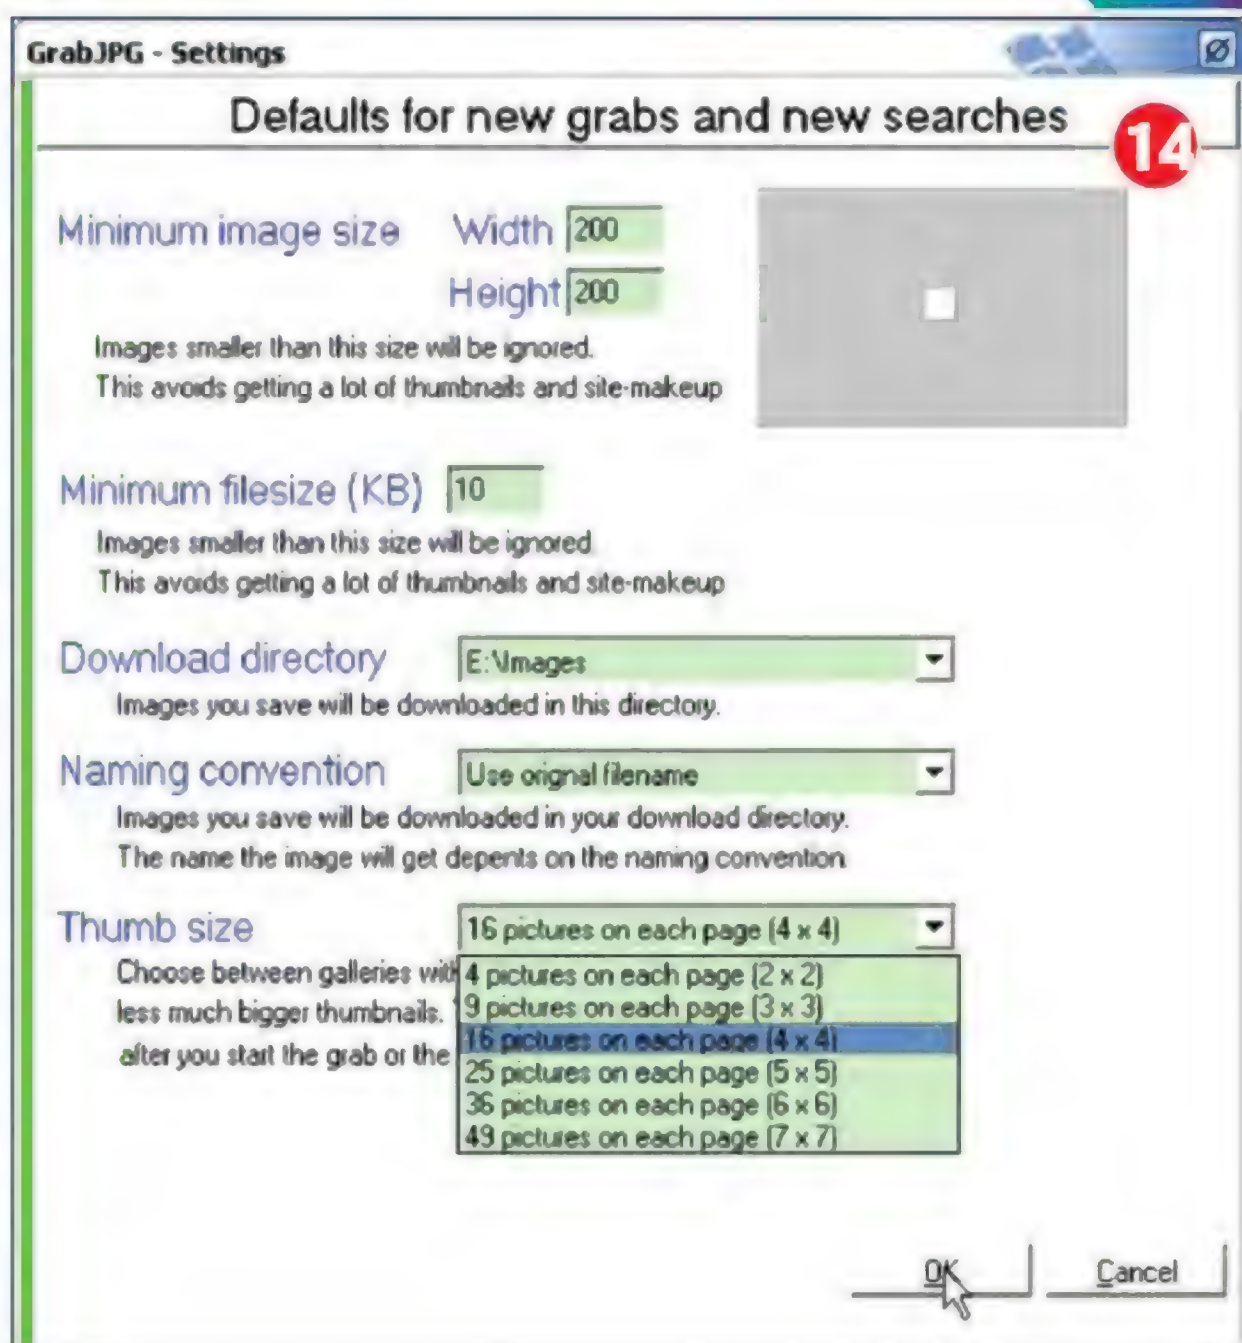 GrabJPG - Settings
Defaults for new grabs and new searches
14
Minimum image size Width 200
Height 200
Images smaller than this size will be ignored.
This avoids getting a lot of thumbnails and site-makeup
Minimum filesize (KB) 10
Images smaller than this size will be ignored
This avoids getting a lot of thumbnails and site-makeup
Download directory E:\Images
Images you save will be downloaded in this directory.
Naming convention Use orignal filename
Images you save will be downloaded in your download directory.
The name the image will get depents on the naming convention
Thumb size 16 pictures on each page (4 x 4)
Choose between galleries with 4 pictures on each page (2 x 2)
less much bigger thumbnails. 9 pictures on each page (3 x 3)
16 pictures on each page (4 x 4)
after you start the grab or the 25 pictures on each page (5 x 5)
36 pictures on each page (6 x 6)
49 pictures on each page (7 x 7)
OK Cancel